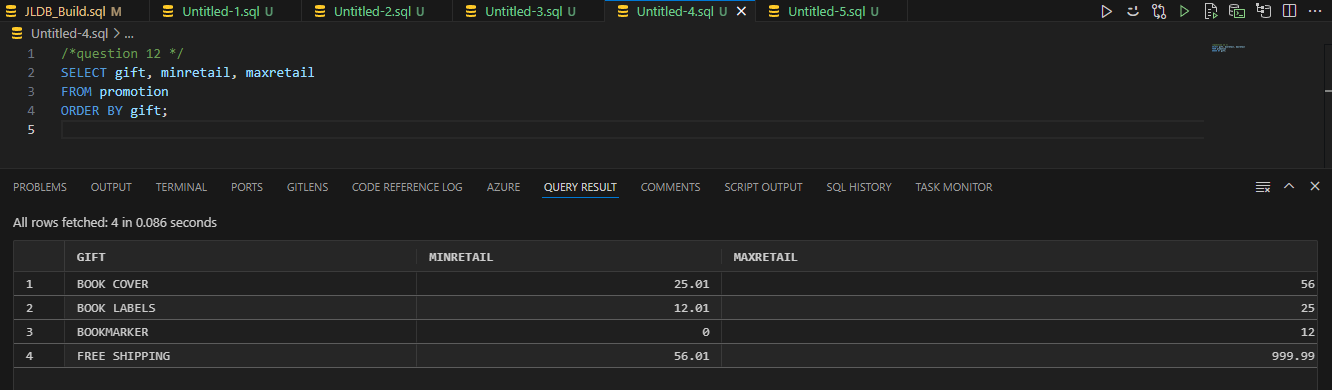 JLDB_Build.sql M Untitled-1.sql U Untitled-2.sql U Untitled-3.sql U Untitled-4.sql U Untitled-5.sql U
Untitled-4.sql > ...
1 /*question 12 */
2 SELECT gift, minretail, maxretail
3 FROM promotion
4 ORDER BY gift;
5
PROBLEMS OUTPUT TERMINAL PORTS GITLENS CODE REFERENCE LOG AZURE QUERY RESULT COMMENTS SCRIPT OUTPUT SQL HISTORY TASK MONITOR
All rows fetched: 4 in 0.086 seconds
GIFT MINRETAIL MAXRETAIL
1 BOOK COVER 25.01 56
2 BOOK LABELS 12.01 25
3 BOOKMARKER 0 12
4 FREE SHIPPING 56.01 999.99